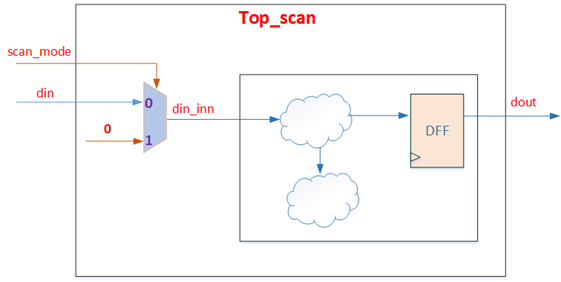 Top_scan
scan_mode
din
0
0
1
din_inn
DFF
dout